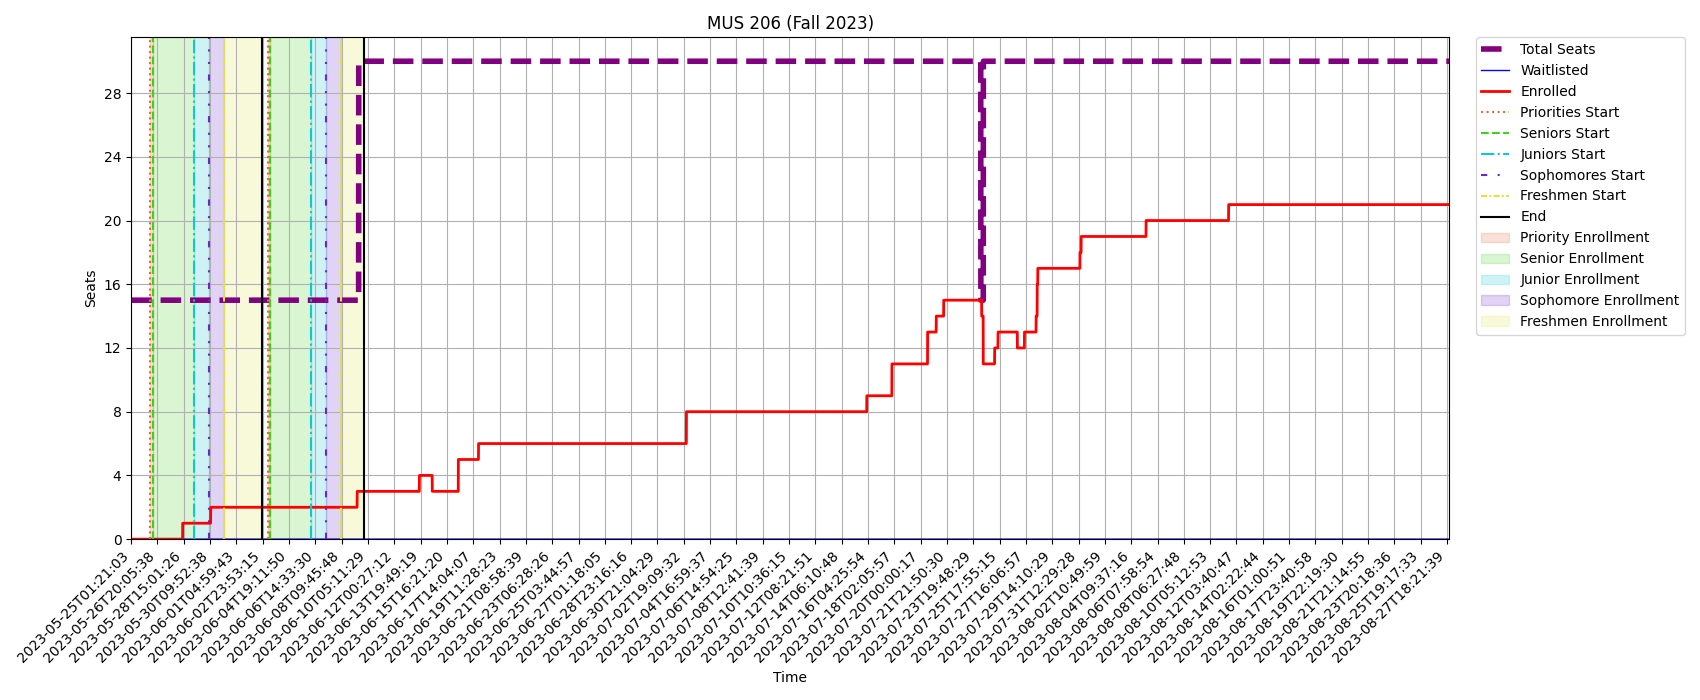 MUS 206 (Fall 2023)
Seats
28
24
20
16
12
8
4
0
2023-05-25T01:21:03
2023-05-26T20:05:38
2023-05-28T15:01:26
2023-05-30T09:52:38
2023-06-01T04:59:43
2023-06-02T23:53:15
2023-06-04T19:11:50
2023-06-06T14:33:30
2023-06-08T09:45:48
2023-06-10T05:11:29
2023-06-12T00:27:12
2023-06-13T19:49:19
2023-06-15T16:21:20
2023-06-17T14:04:07
2023-06-19T11:28:23
2023-06-21T08:58:39
2023-06-23T06:28:26
2023-06-25T03:44:57
2023-06-27T01:18:05
2023-06-28T23:16:16
2023-06-30T21:04:29
2023-07-02T19:09:32
2023-07-04T16:59:37
2023-07-06T14:54:25
2023-07-08T12:41:39
2023-07-10T10:36:15
2023-07-12T08:21:51
2023-07-14T06:10:48
2023-07-16T04:25:54
2023-07-18T02:05:57
2023-07-20T00:00:17
2023-07-21T21:50:30
2023-07-23T19:48:29
2023-07-25T17:55:15
2023-07-27T16:06:57
2023-07-29T14:10:29
2023-07-31T12:29:28
2023-08-02T10:49:59
2023-08-04T09:37:16
2023-08-06T07:58:54
2023-08-08T06:27:48
2023-08-10T05:12:53
2023-08-12T03:40:47
2023-08-14T02:22:44
2023-08-16T01:00:51
2023-08-17T23:40:58
2023-08-19T22:19:30
2023-08-21T21:14:55
2023-08-23T20:18:36
2023-08-25T19:17:33
2023-08-27T18:21:39
Time
Total Seats
Waitlisted
Enrolled
Priorities Start
Seniors Start
Juniors Start
Sophomores Start
Freshmen Start
End
Priority Enrollment
Senior Enrollment
Junior Enrollment
Sophomore Enrollment
Freshmen Enrollment